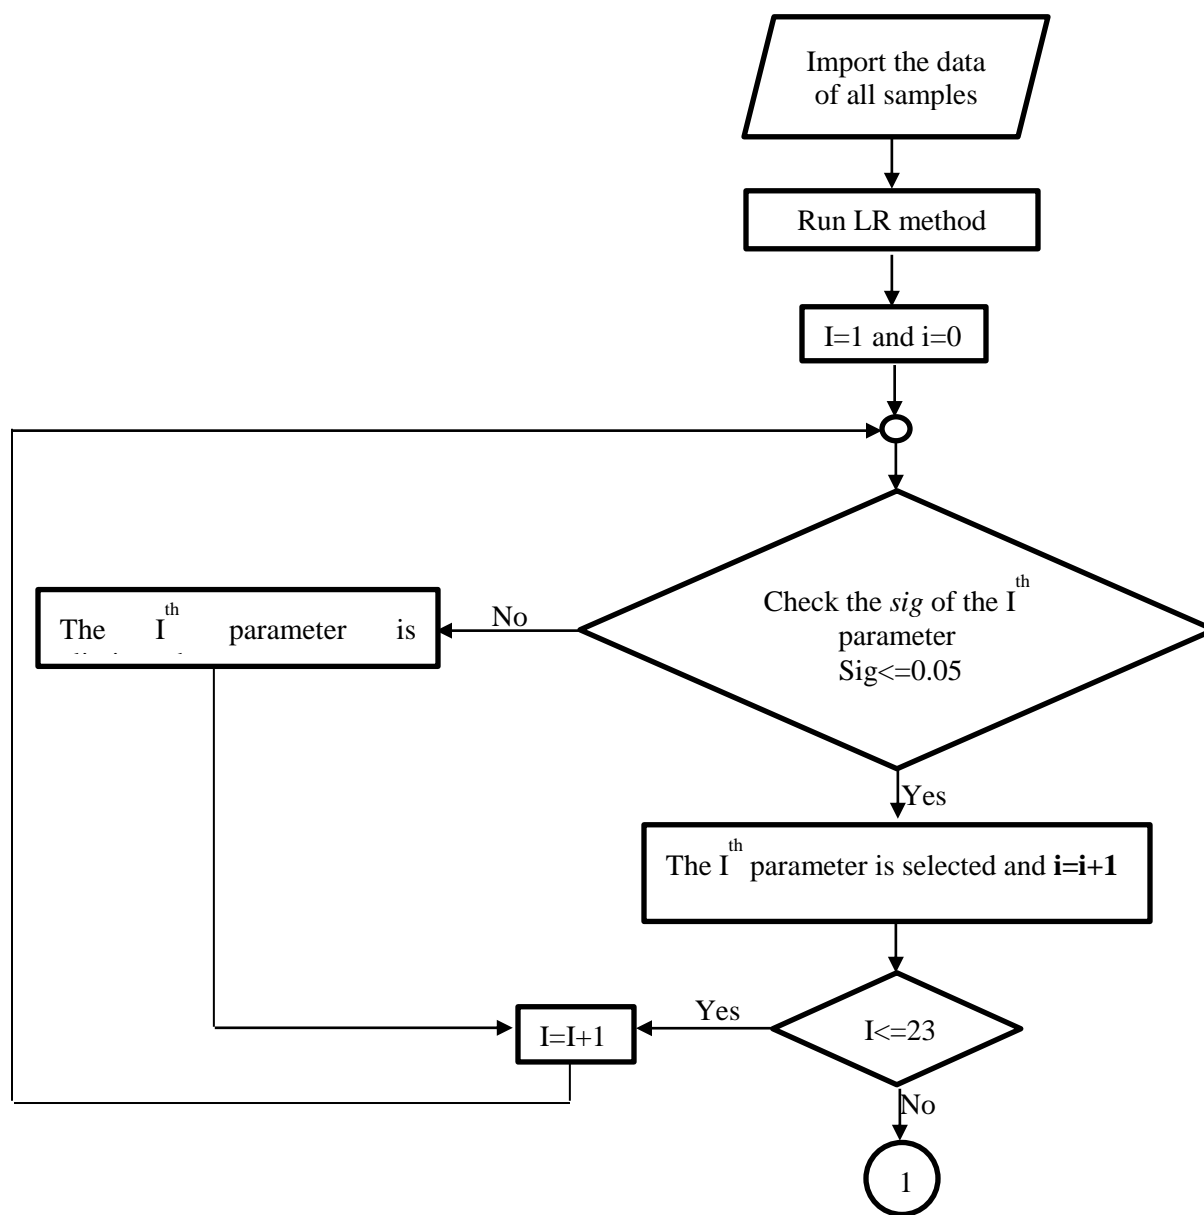 Import the data
of all samples
Run LR method
I=1 and i=0
Check the sig of the I^th
parameter
Sig<=0.05
No
The I^th parameter is
Yes
The I^th parameter is selected and i=i+1
I<=23
Yes
I=I+1
No
1